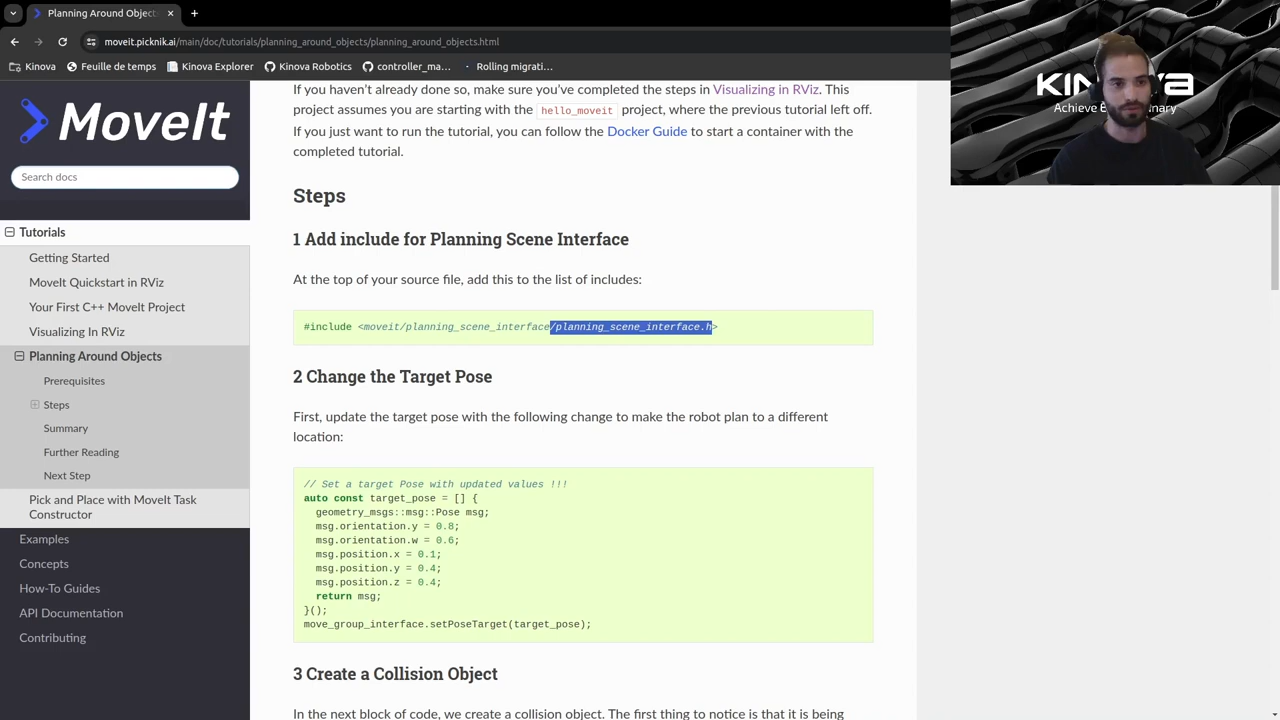 Planning Around Objects
moveit.picknik.ai/main/doc/tutorials/planning_around_objects/planning_around_objects.html
Kinova
Feuille de temps
Kinova Explorer
Kinova Robotics
controller_ma...
Rolling migrati...
MoveIt
Search docs
Tutorials
Getting Started
MoveIt Quickstart in RViz
Your First C++ MoveIt Project
Visualizing In RViz
Planning Around Objects
Prerequisites
Steps
Summary
Further Reading
Next Step
Pick and Place with MoveIt Task
Constructor
Examples
Concepts
How-To Guides
API Documentation
Contributing
If you haven't already done so, make sure you've completed the steps in Visualizing in RViz. This
project assumes you are starting with the hello_moveit project, where the previous tutorial left off.
If you just want to run the tutorial, you can follow the Docker Guide to start a container with the
completed tutorial.
Steps
1 Add include for Planning Scene Interface
At the top of your source file, add this to the list of includes:
#include <moveit/planning_scene_interface/planning_scene_interface.h>
2 Change the Target Pose
First, update the target pose with the following change to make the robot plan to a different
location:
// Set a target Pose with updated values !!!
auto const target_pose = [] {
geometry_msgs::msg::Pose msg;
msg.orientation.y = 0.8;
msg.orientation.w = 0.6;
msg.position.x = 0.1;
msg.position.y = 0.4;
msg.position.z = 0.4;
return msg;
}();
move_group_interface.setPoseTarget(target_pose);
3 Create a Collision Object
In the next block of code, we create a collision object. The first thing to notice is that it is being